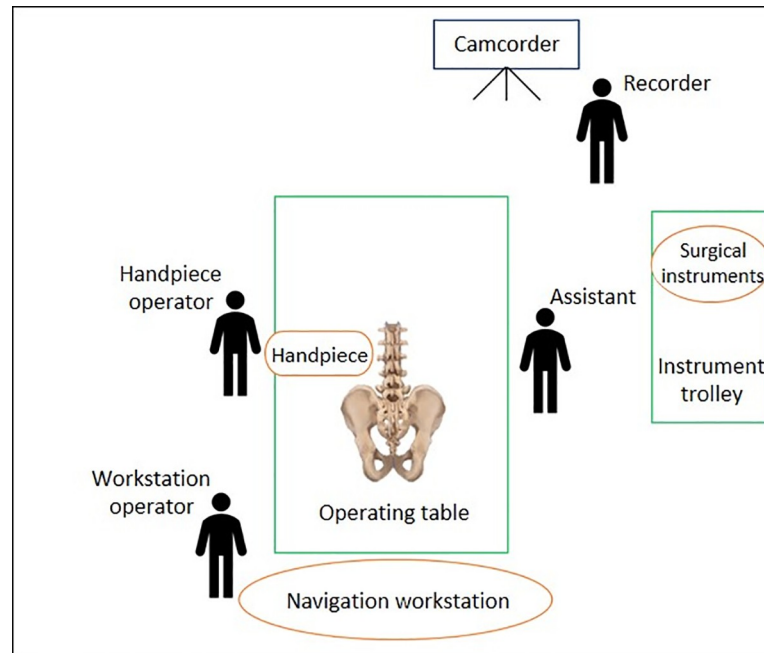 Camcorder
Recorder
Surgical
instruments
Handpiece
operator
Assistant
Handpiece
Instrument
trolley
Workstation
operator
Operating table
Navigation workstation